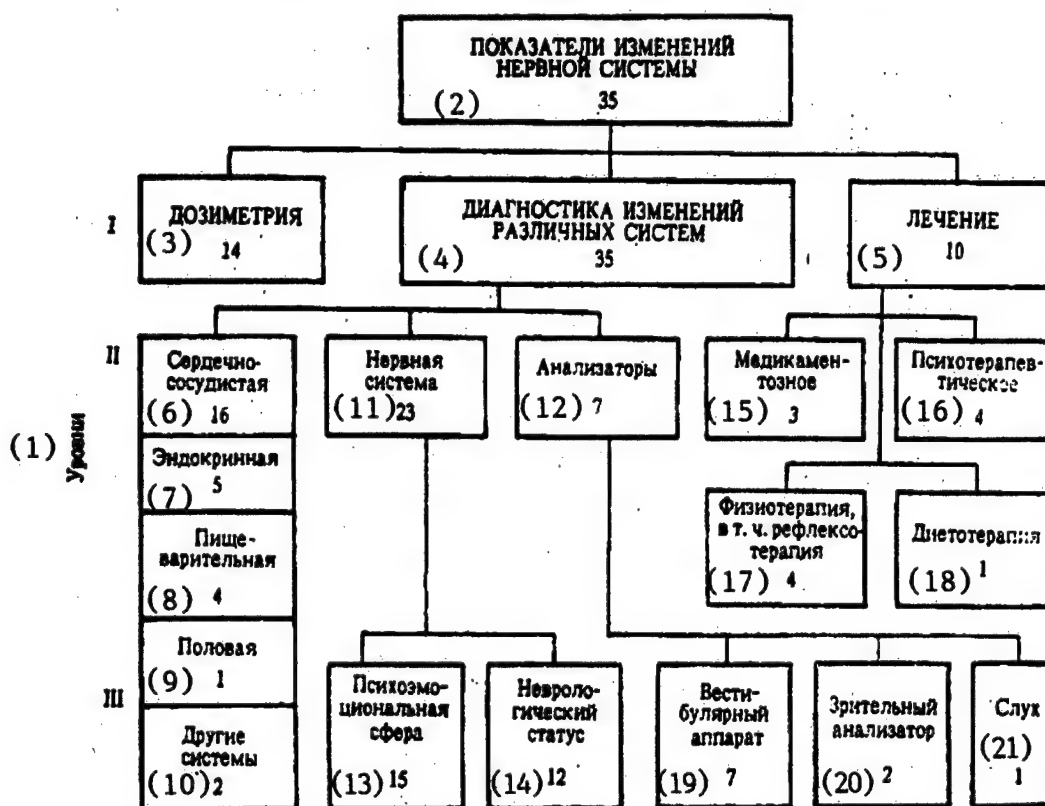 ПОКАЗАТЕЛИ ИЗМЕНЕНИЙ
НЕРВНОЙ СИСТЕМЫ
(2) 35
I
ДОЗИМЕТРИЯ
(3) 14
ДИАГНОСТИКА ИЗМЕНЕНИЙ
РАЗЛИЧНЫХ СИСТЕМ
(4) 35
ЛЕЧЕНИЕ
(5) 10
(1) Уровни
II
Сердечно-
сосудистая
(6) 16
Нервная
система
(11) 23
Анализаторы
(12) 7
Медикамен-
тозное
(15) 3
Психотерапев-
тическое
(16) 4
Эндокринная
(7) 5
Пище-
варительная
(8) 4
Физиотерапия,
в т. ч. рефлексо-
терапия
(17) 4
Диетотерапия
(18) 1
Половая
(9) 1
III
Другие
системы
(10) 2
Психоэмо-
циональная
сфера
(13) 15
Невроло-
гический
статус
(14) 12
Вести-
булярный
аппарат
(19) 7
Зрительный
анализатор
(20) 2
Слух
(21)
1